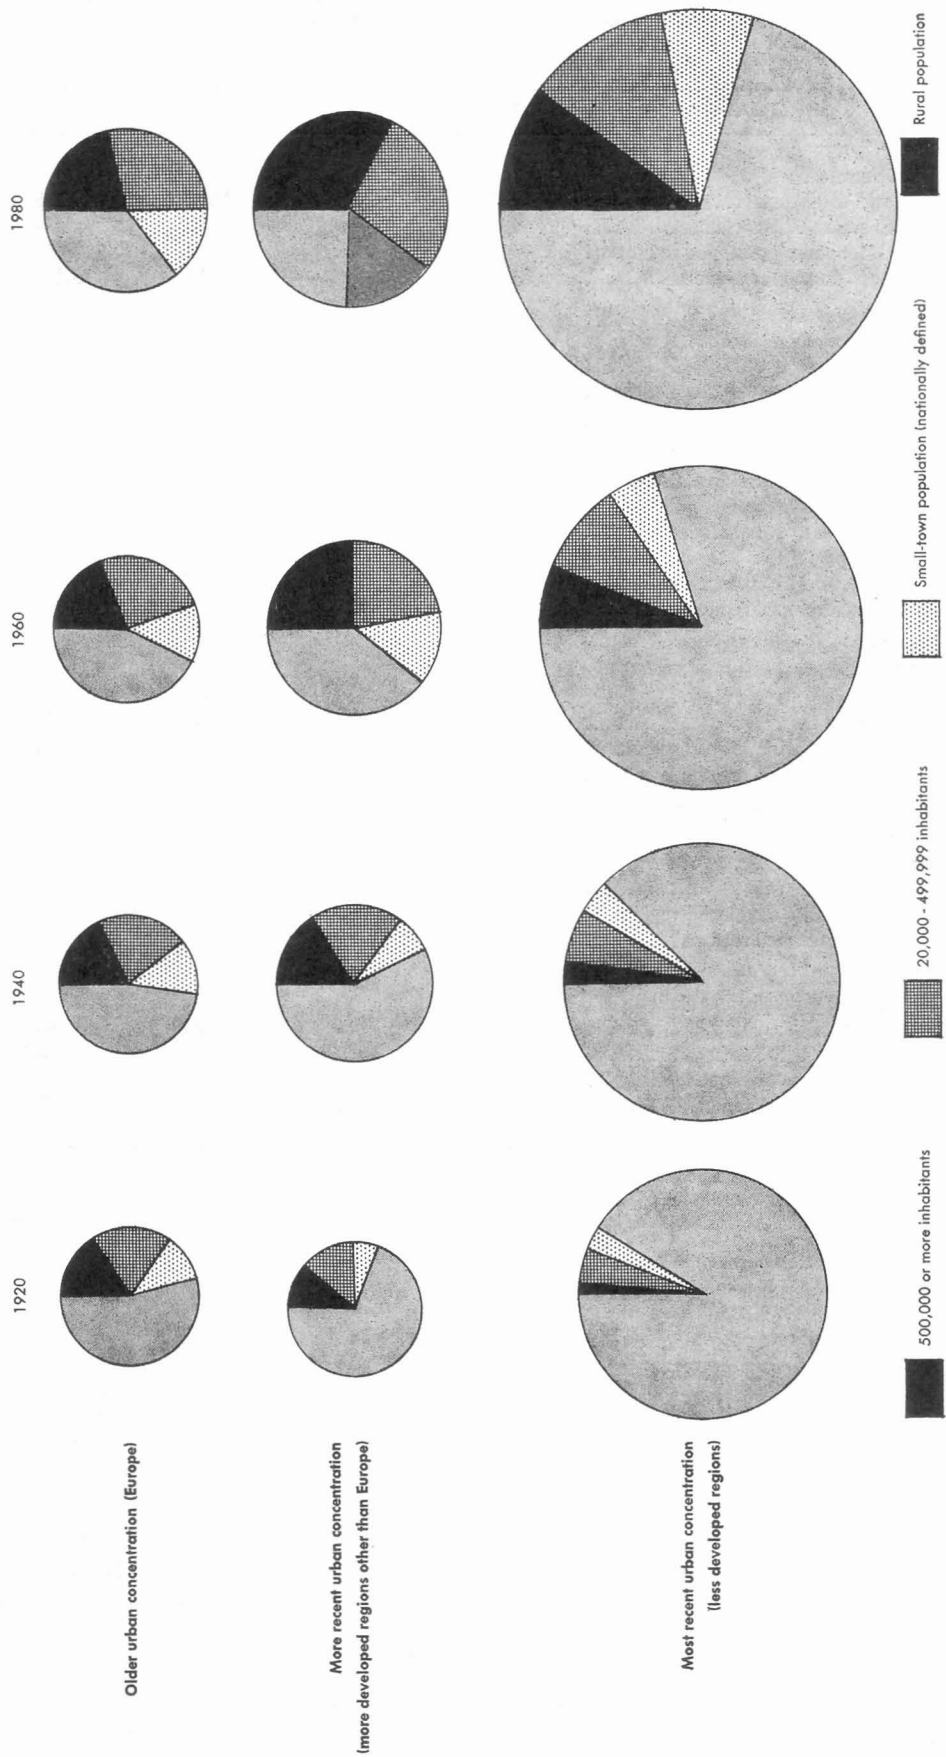 1920
1940
1960
1980
Older urban concentration (Europe)
More recent urban concentration
(more developed regions other than Europe)
Most recent urban concentration
(less developed regions)
500,000 or more inhabitants
20,000 - 499,999 inhabitants
Small-town population (nationally defined)
Rural population